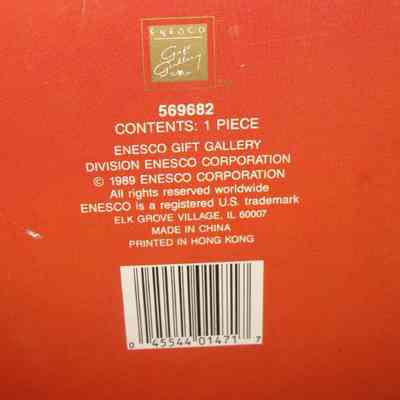 ENESCO
Gift
Gallery
569682
CONTENTS: 1 PIECE
ENESCO GIFT GALLERY
DIVISION ENESCO CORPORATION
© 1989 ENESCO CORPORATION
All rights reserved worldwide
ENESCO is a registered U.S. trademark
ELK GROVE VILLAGE, IL 60007
MADE IN CHINA
PRINTED IN HONG KONG
0 45544 01471 7